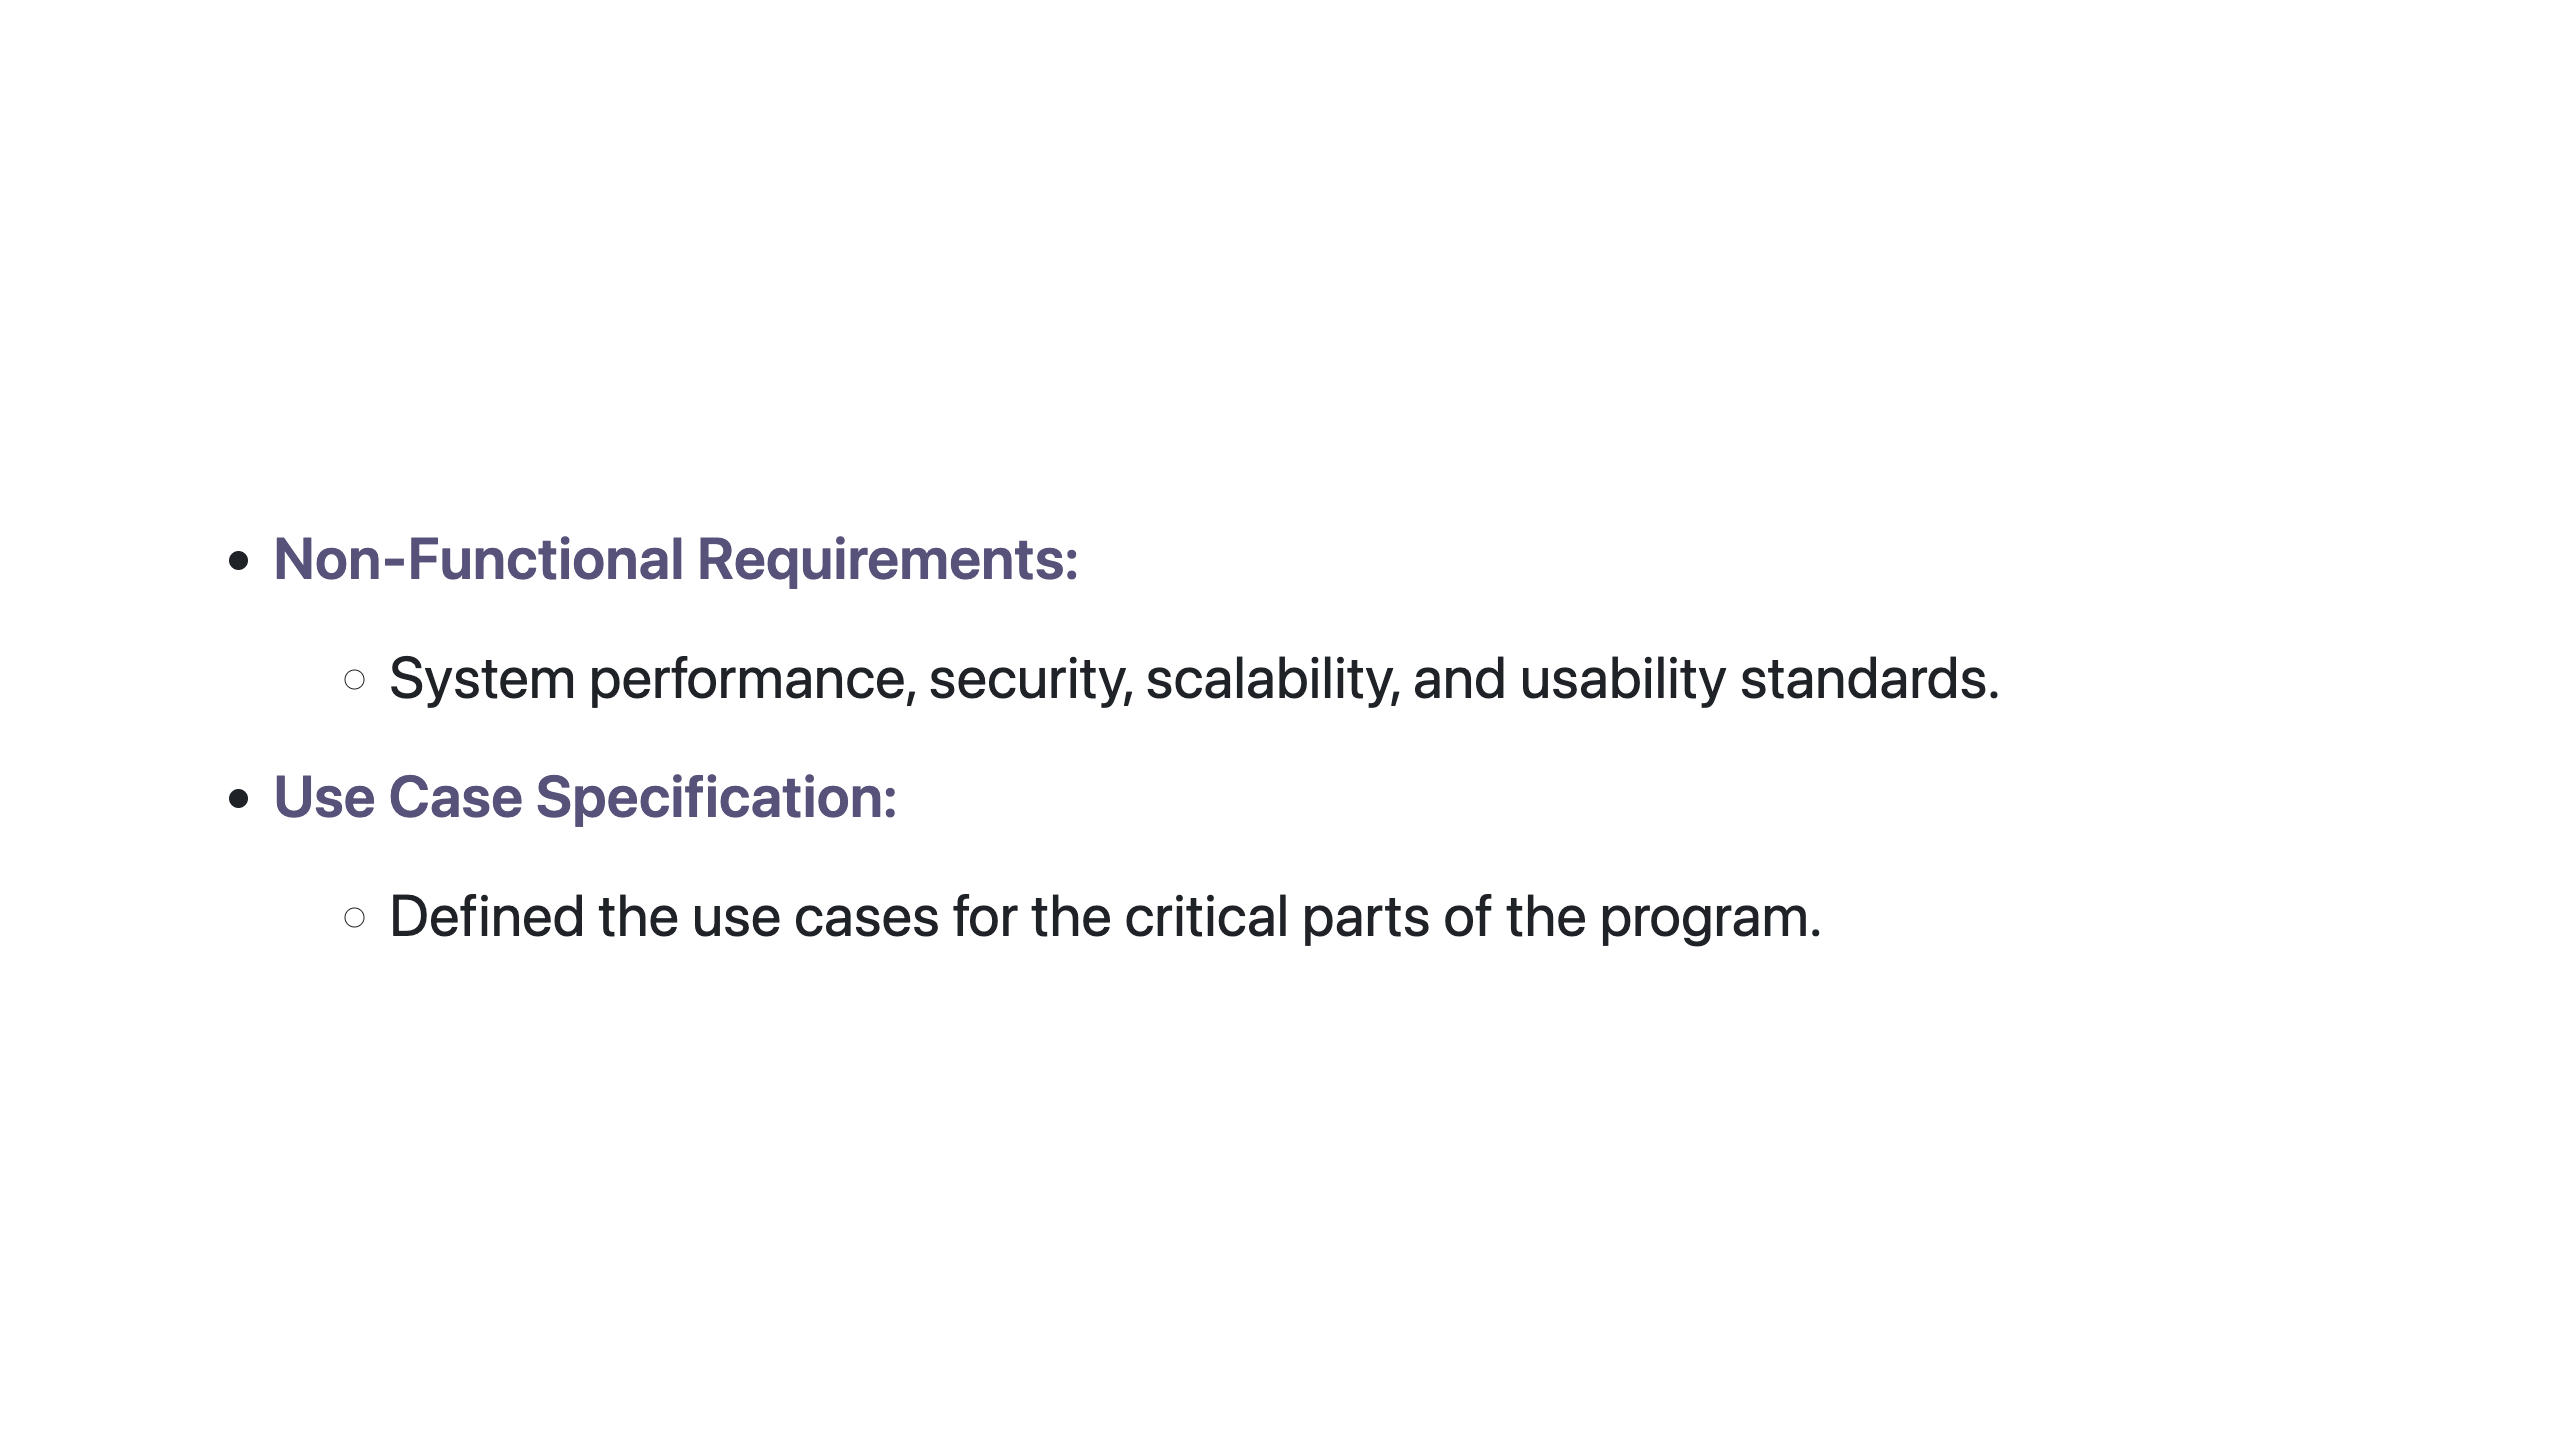 Non-Functional Requirements:
System performance, security, scalability, and usability standards.
Use Case Specification:
Defined the use cases for the critical parts of the program.